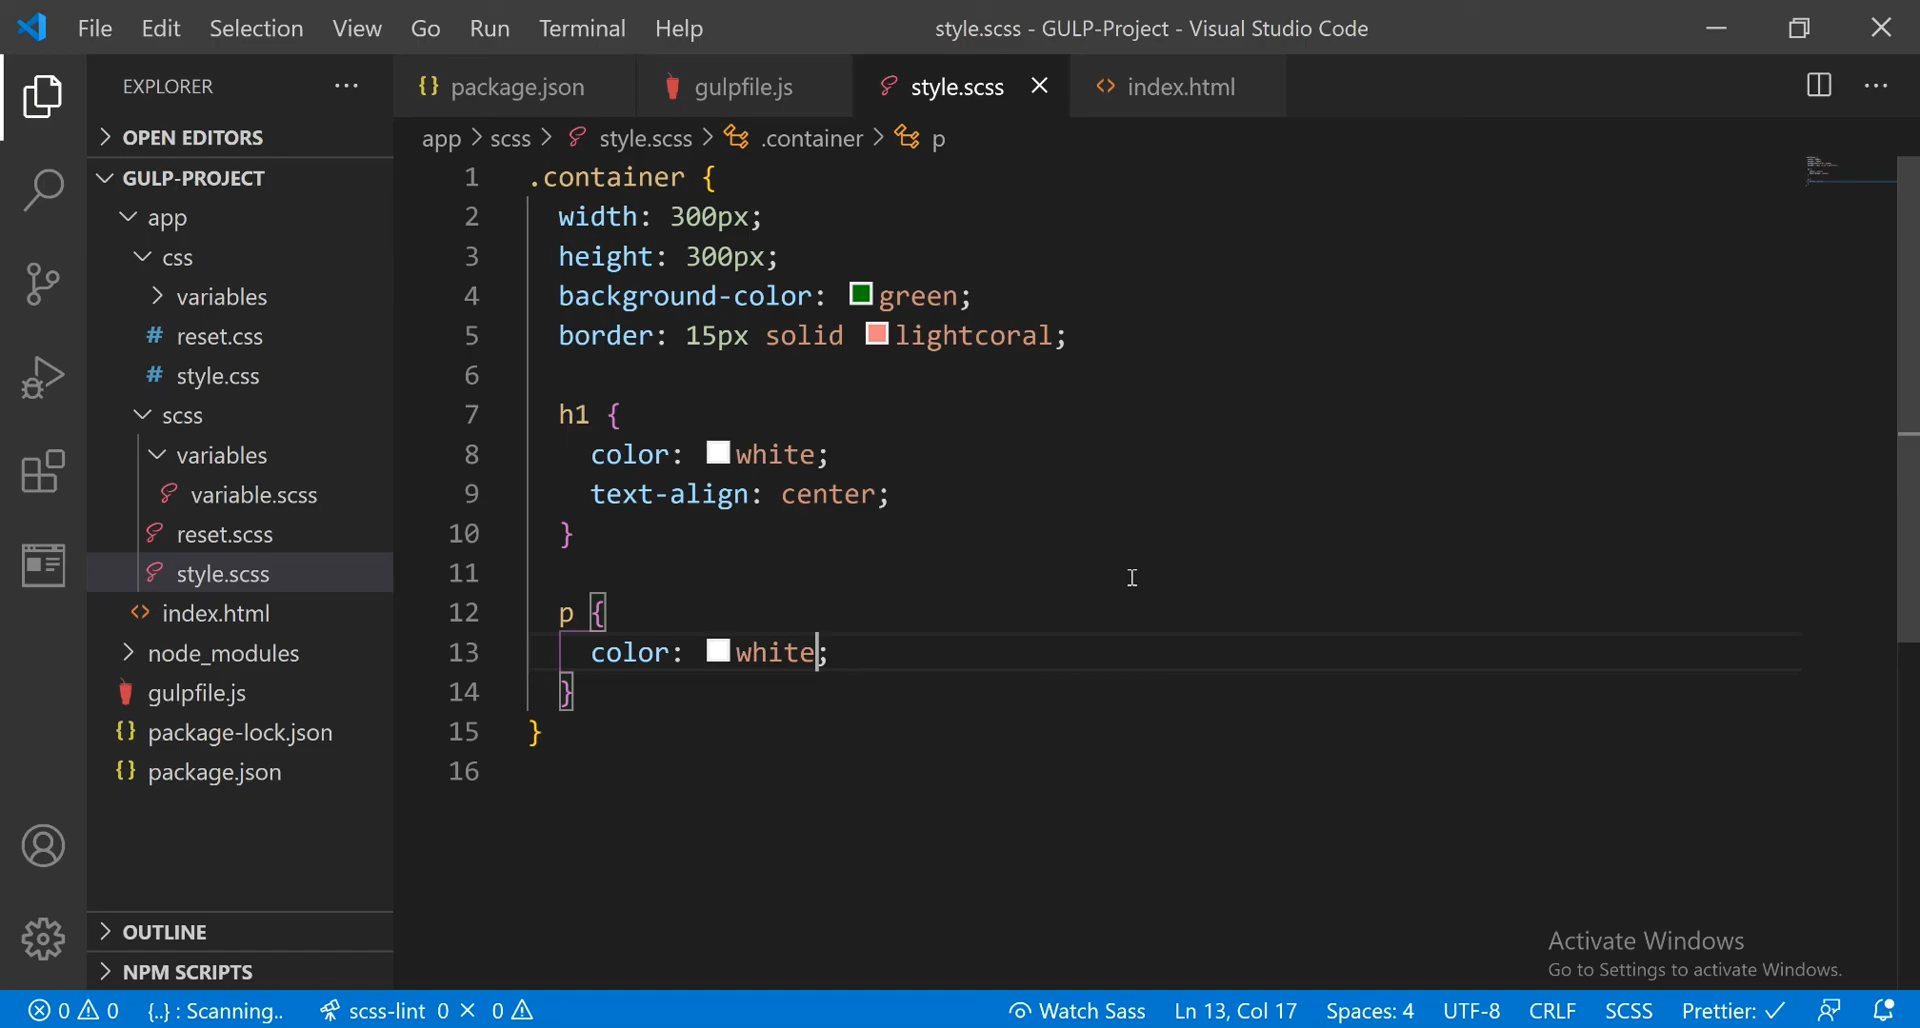 File Edit Selection View Go Run Terminal Help style.scss - GULP-Project - Visual Studio Code
EXPLORER ···
{} package.json gulpfile.js style.scss <> index.html ···
OPEN EDITORS
GULP-PROJECT
app
css
variables
# reset.css
# style.css
scss
variables
variable.scss
reset.scss
style.scss
<> index.html
node_modules
gulpfile.js
{} package-lock.json
{} package.json
OUTLINE
NPM SCRIPTS
app > scss > style.scss > .container > p
1 .container {
2 width: 300px;
3 height: 300px;
4 background-color: green;
5 border: 15px solid lightcoral;
6
7 h1 {
8 color: white;
9 text-align: center;
10 }
11
12 p {
13 color: white;
14 }
15 }
16
Activate Windows
Go to Settings to activate Windows.
0 0 {..} : Scanning.. scss-lint 0 × 0 Watch Sass Ln 13, Col 17 Spaces: 4 UTF-8 CRLF SCSS Prettier: ✓